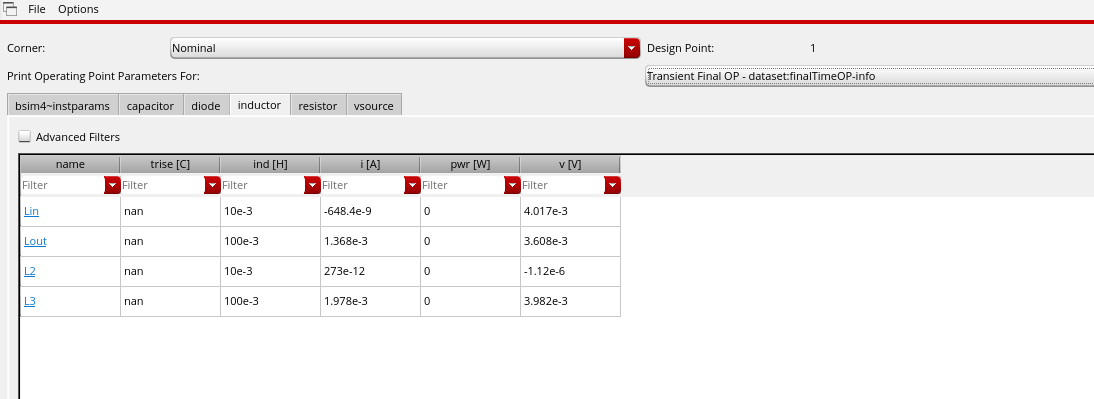 File Options
Corner: Nominal Design Point: 1
Print Operating Point Parameters For: Transient Final OP - dataset:finalTimeOP-info
bsim4~instparams capacitor diode inductor resistor vsource
Advanced Filters
name trise [C] ind [H] i [A] pwr [W] v [V]
Filter Filter Filter Filter Filter Filter
Lin nan 10e-3 -648.4e-9 0 4.017e-3
Lout nan 100e-3 1.368e-3 0 3.608e-3
L2 nan 10e-3 273e-12 0 -1.12e-6
L3 nan 100e-3 1.978e-3 0 3.982e-3